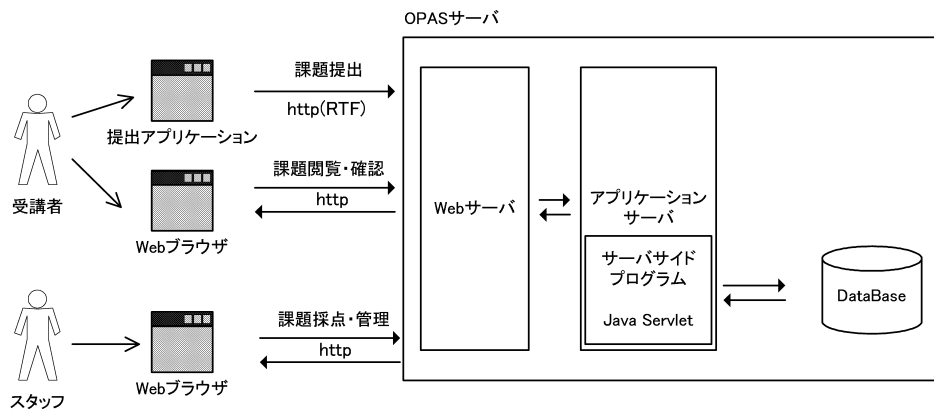 OPASサーバ
課題提出
http(RTF)
提出アプリケーション
受講者
課題閲覧・確認
http
Webブラウザ
Webサーバ
アプリケーション
サーバ
サーバサイド
プログラム
Java Servlet
DataBase
課題採点・管理
http
Webブラウザ
スタッフ